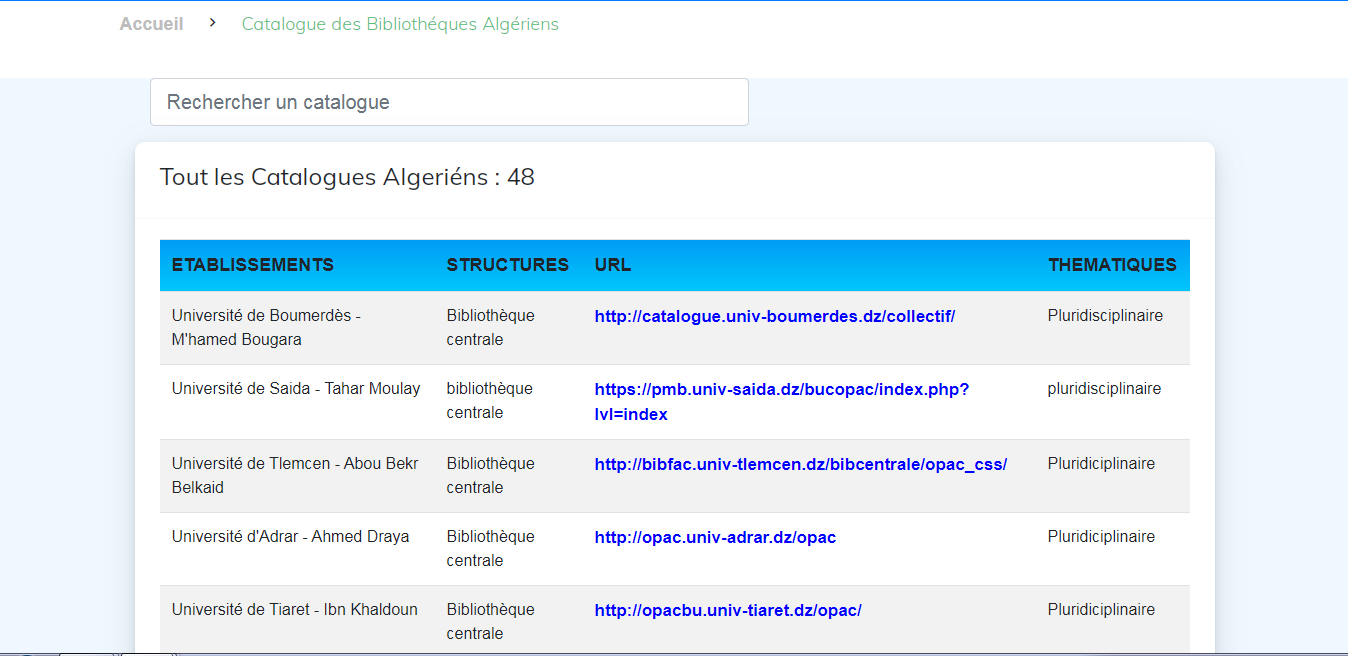 Accueil > Catalogue des Bibliothéques Algériens
Rechercher un catalogue
Tout les Catalogues Algeriéns : 48
ETABLISSEMENTS STRUCTURES URL THEMATIQUES
Université de Boumerdès - Bibliothèque http://catalogue.univ-boumerdes.dz/collectif/ Pluridisciplinaire
M'hamed Bougara centrale
Université de Saida - Tahar Moulay bibliothèque https://pmb.univ-saida.dz/bucopac/index.php? pluridisciplinaire
centrale lvl=index
Université de Tlemcen - Abou Bekr Bibliothèque http://bibfac.univ-tlemcen.dz/bibcentrale/opac_css/ Pluridiciplinaire
Belkaid centrale
Université d'Adrar - Ahmed Draya Bibliothèque http://opac.univ-adrar.dz/opac Pluridiciplinaire
centrale
Université de Tiaret - Ibn Khaldoun Bibliothèque http://opacbu.univ-tiaret.dz/opac/ Pluridiciplinaire
centrale